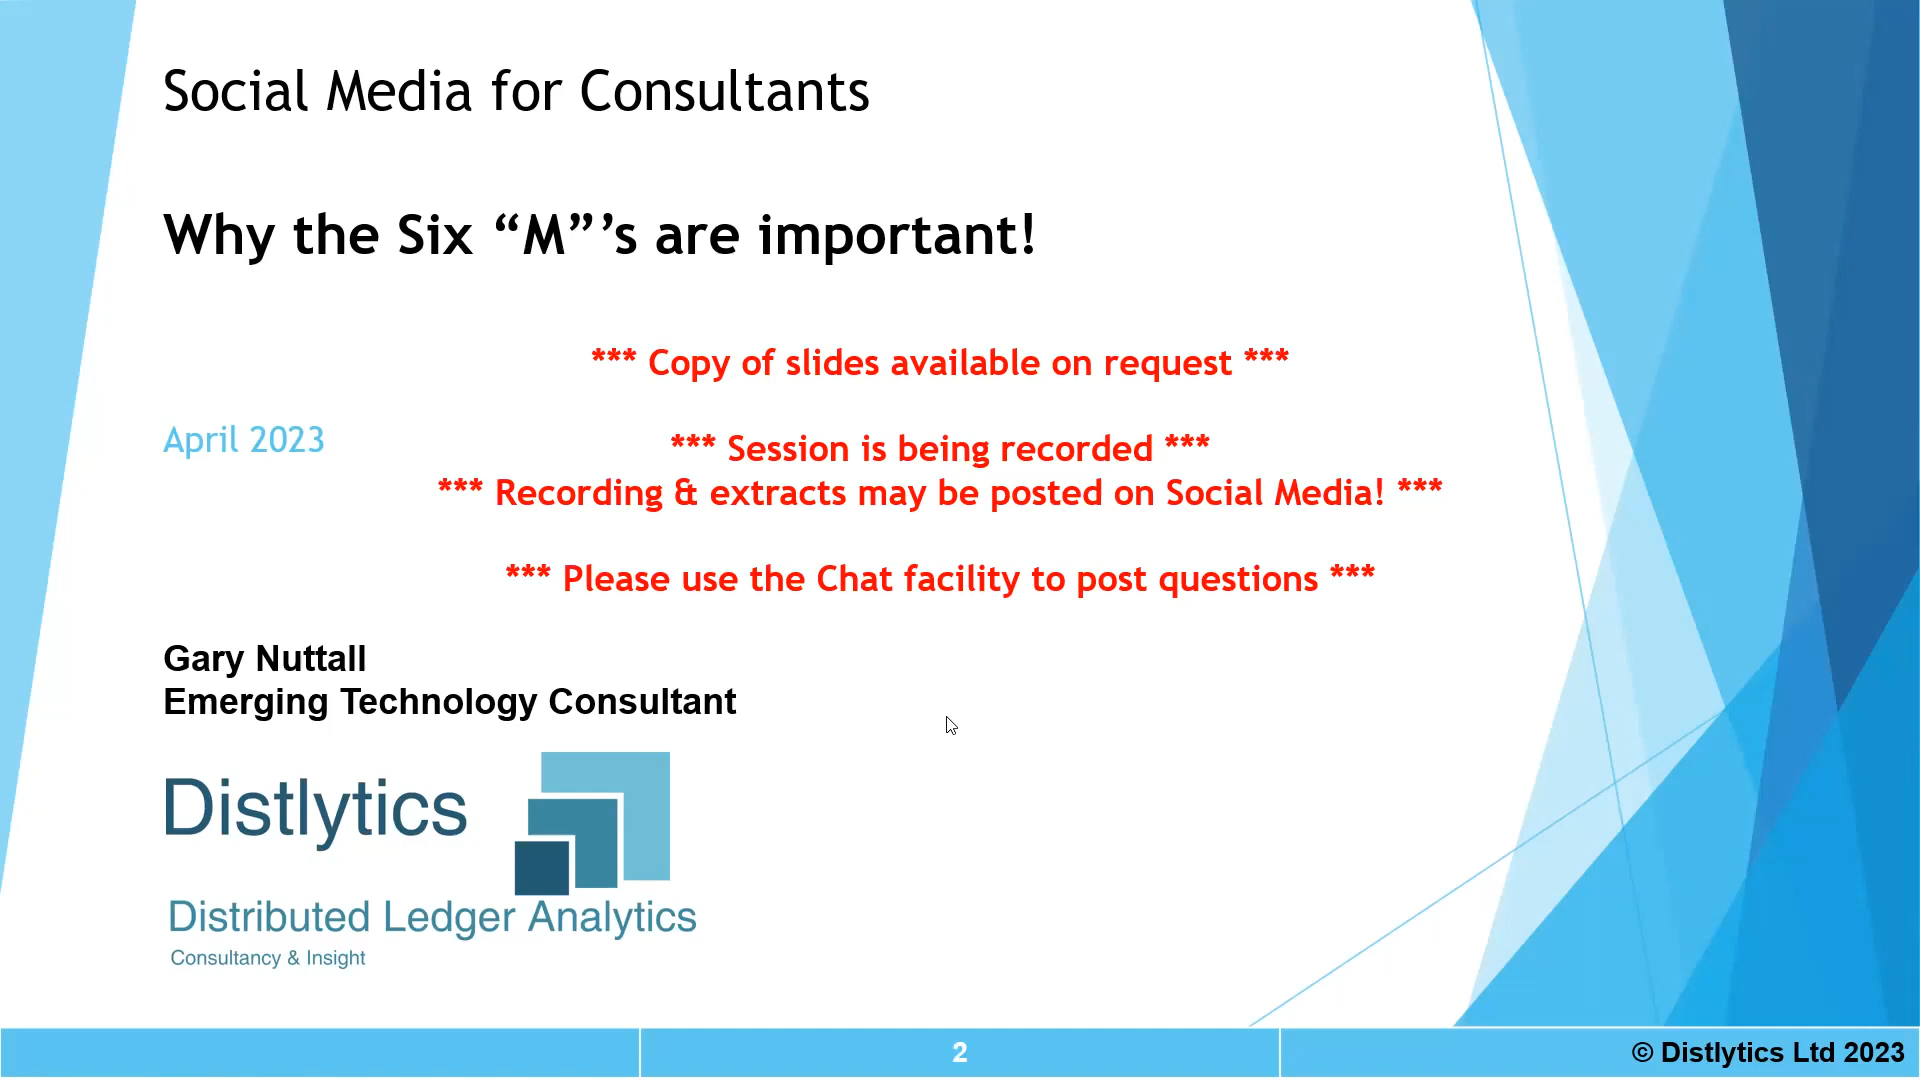 Social Media for Consultants
Why the Six “M”’s are important!
*** Copy of slides available on request ***
April 2023
*** Session is being recorded ***
*** Recording & extracts may be posted on Social Media! ***
*** Please use the Chat facility to post questions ***
Gary Nuttall
Emerging Technology Consultant
Distlytics
Distributed Ledger Analytics
Consultancy & Insight
2
© Distlytics Ltd 2023